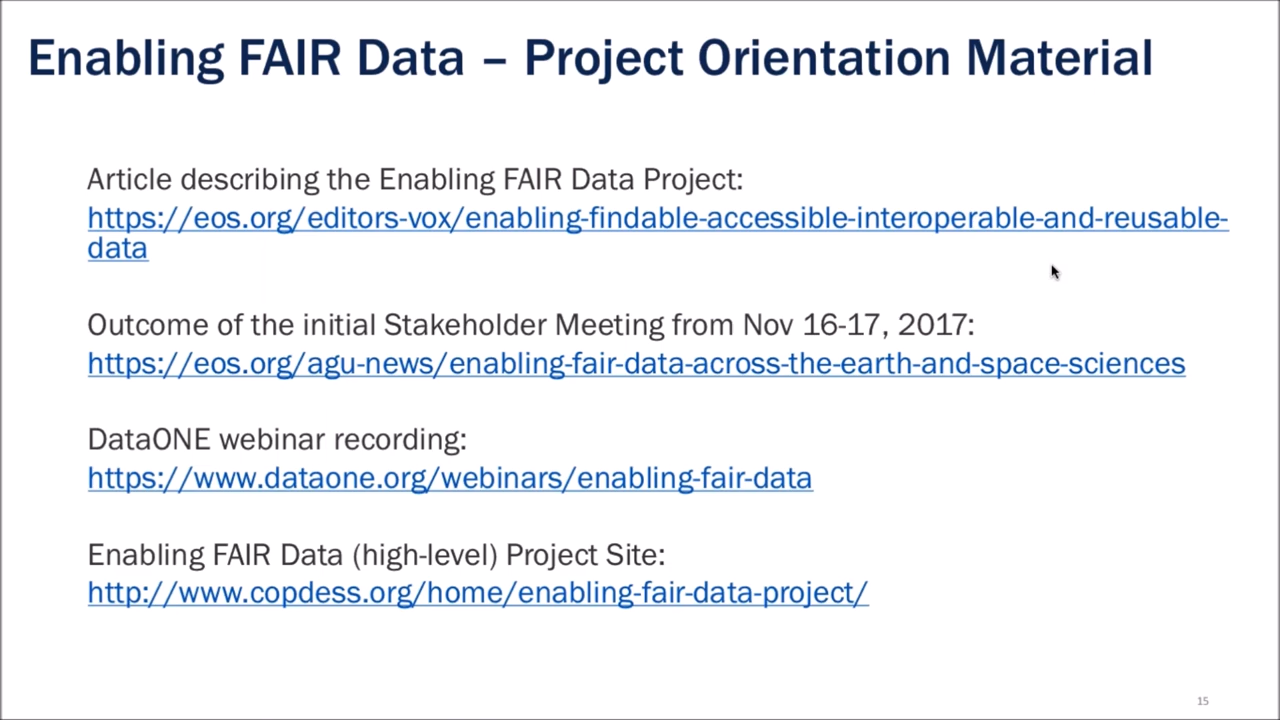 Enabling FAIR Data – Project Orientation Material
Article describing the Enabling FAIR Data Project:
https://eos.org/editors-vox/enabling-findable-accessible-interoperable-and-reusable-
data
Outcome of the initial Stakeholder Meeting from Nov 16-17, 2017:
https://eos.org/agu-news/enabling-fair-data-across-the-earth-and-space-sciences
DataONE webinar recording:
https://www.dataone.org/webinars/enabling-fair-data
Enabling FAIR Data (high-level) Project Site:
http://www.copdess.org/home/enabling-fair-data-project/
15